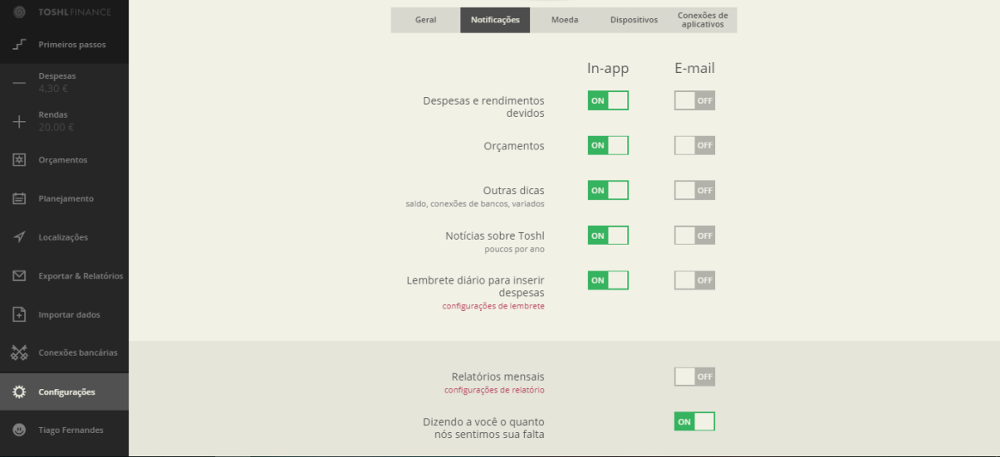 TOSHLFINANCE
Primeiros passos
Despesas
4,30 €
Rendas
20,00 €
Orçamentos
Planejamento
Localizações
Exportar & Relatórios
Importar dados
Conexões bancárias
Configurações
Tiago Fernandes
Geral
Notificações
Moeda
Dispositivos
Conexões de
aplicativos
In-app
E-mail
Despesas e rendimentos
devidos
ON
OFF
Orçamentos
ON
OFF
Outras dicas
saldo, conexões de bancos, variados
ON
OFF
Notícias sobre Toshl
poucos por ano
ON
OFF
Lembrete diário para inserir
despesas
configurações de lembrete
ON
OFF
Relatórios mensais
configurações de relatório
OFF
Dizendo a você o quanto
nós sentimos sua falta
ON